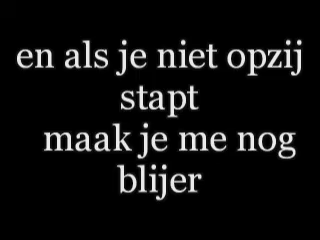 en als je niet opzij
stapt
maak je me nog
blijer